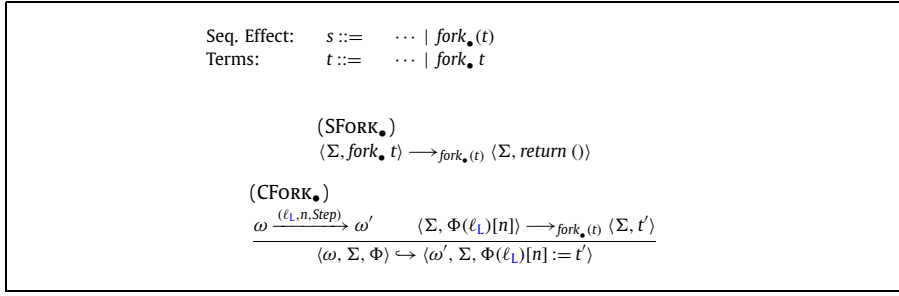 Seq. Effect: s ::= ··· | fork• (t)
Terms: t ::= ··· | fork• t
(SFORK•)
⟨Σ, fork• t⟩ ⟶fork• (t) ⟨Σ, return ()⟩
(CFORK•)
ω —(ℓL,n,Step)→ ω′ ⟨Σ, Φ(ℓL)[n]⟩ ⟶fork• (t) ⟨Σ, t′⟩
⟨ω, Σ, Φ⟩ ↪ ⟨ω′, Σ, Φ(ℓL)[n] := t′⟩